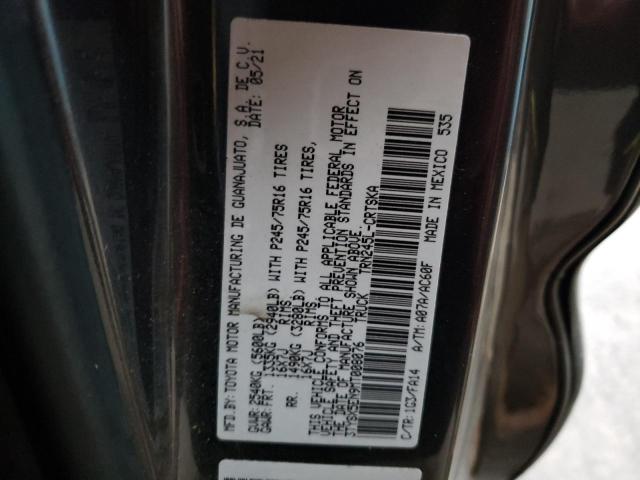 MFD.BY: TOYOTA MOTOR MANUFACTURING DE GUANAJUATO, S.A. DE C.V.
DATE: 05/21
GVWR: 2540KG (5600LB)
GAWR: FRT. 1335KG (2940LB) WITH P245/75R16 TIRES
16X7J RIMS,
RR. 1490KG (3280LB) WITH P245/75R16 TIRES,
16X7J RIMS
THIS VEHICLE CONFORMS TO ALL APPLICABLE FEDERAL MOTOR
VEHICLE SAFETY AND THEFT PREVENTION STANDARDS IN EFFECT ON
THE DATE OF MANUFACTURE SHOWN ABOVE.
TRUCK TRN245L-CRTSKA
C/TR: 1G3/FA14 A/TM: A07A/AC60F MADE IN MEXICO 535